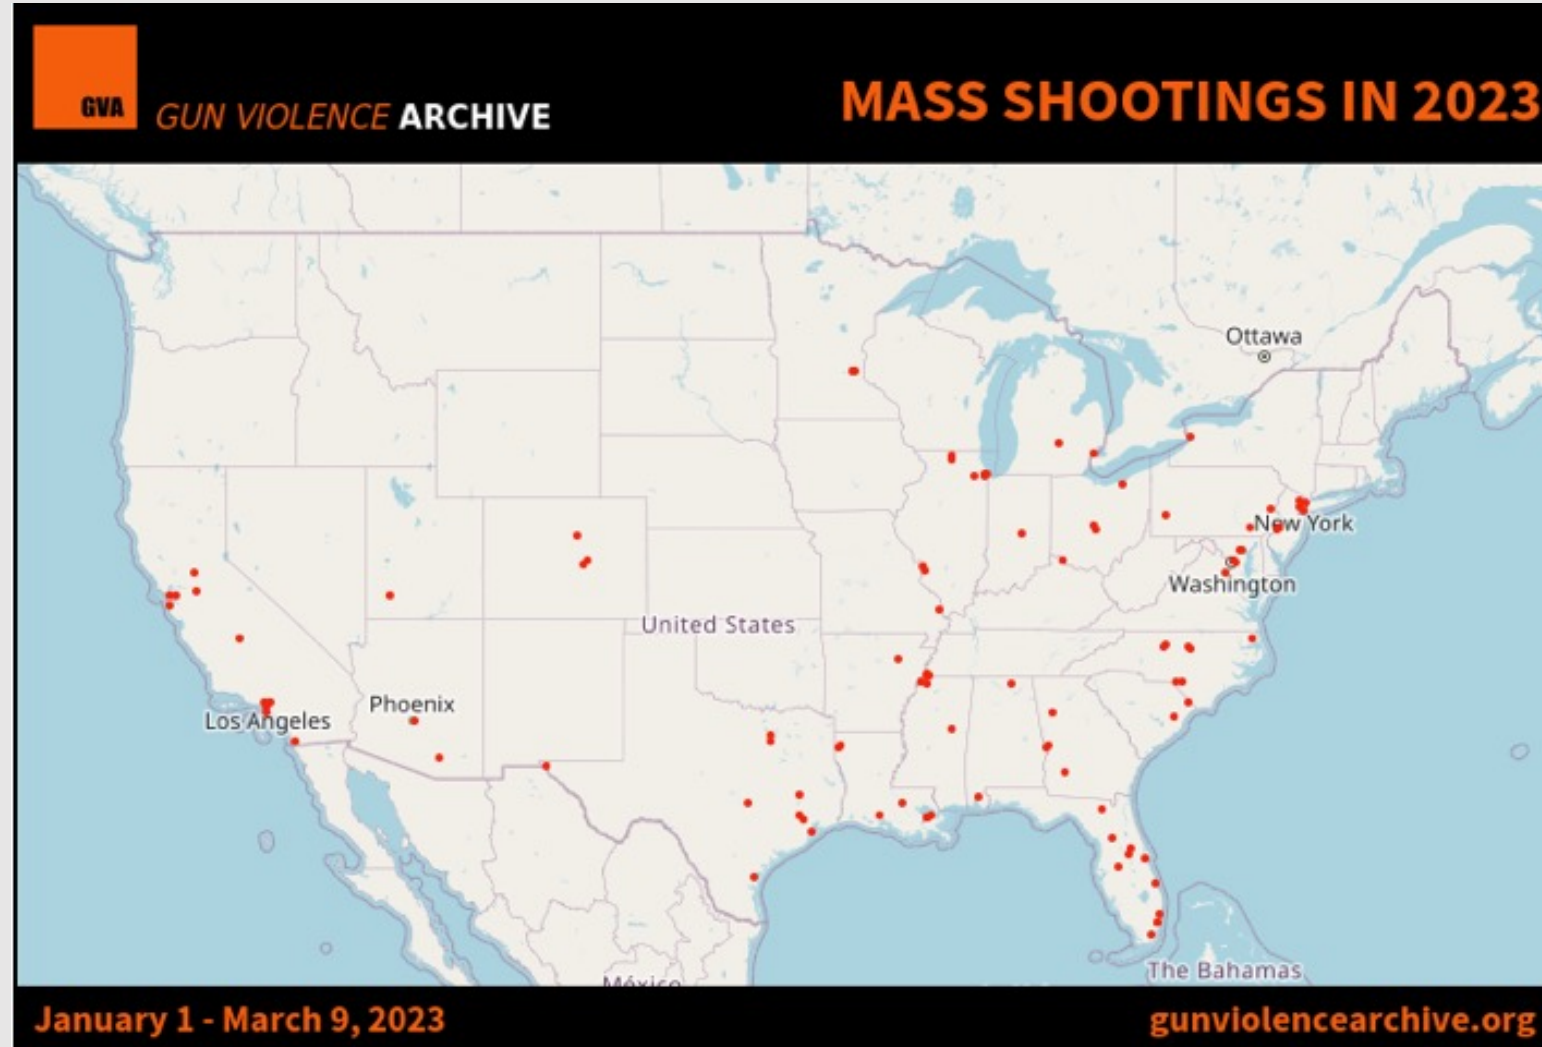 GVA
GUN VIOLENCE ARCHIVE
MASS SHOOTINGS IN 2023
Ottawa
New York
Washington
United States
Phoenix
Los Angeles
The Bahamas
México
January 1 - March 9, 2023
gunviolencearchive.org